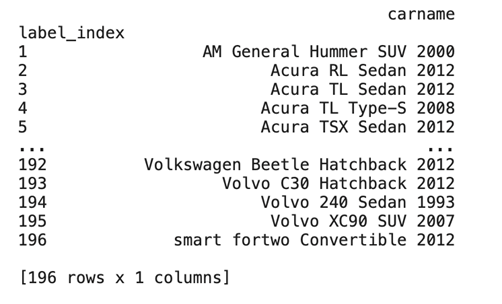 carname
label_index
1 AM General Hummer SUV 2000
2 Acura RL Sedan 2012
3 Acura TL Sedan 2012
4 Acura TL Type-S 2008
5 Acura TSX Sedan 2012
... ...
192 Volkswagen Beetle Hatchback 2012
193 Volvo C30 Hatchback 2012
194 Volvo 240 Sedan 1993
195 Volvo XC90 SUV 2007
196 smart fortwo Convertible 2012
[196 rows x 1 columns]